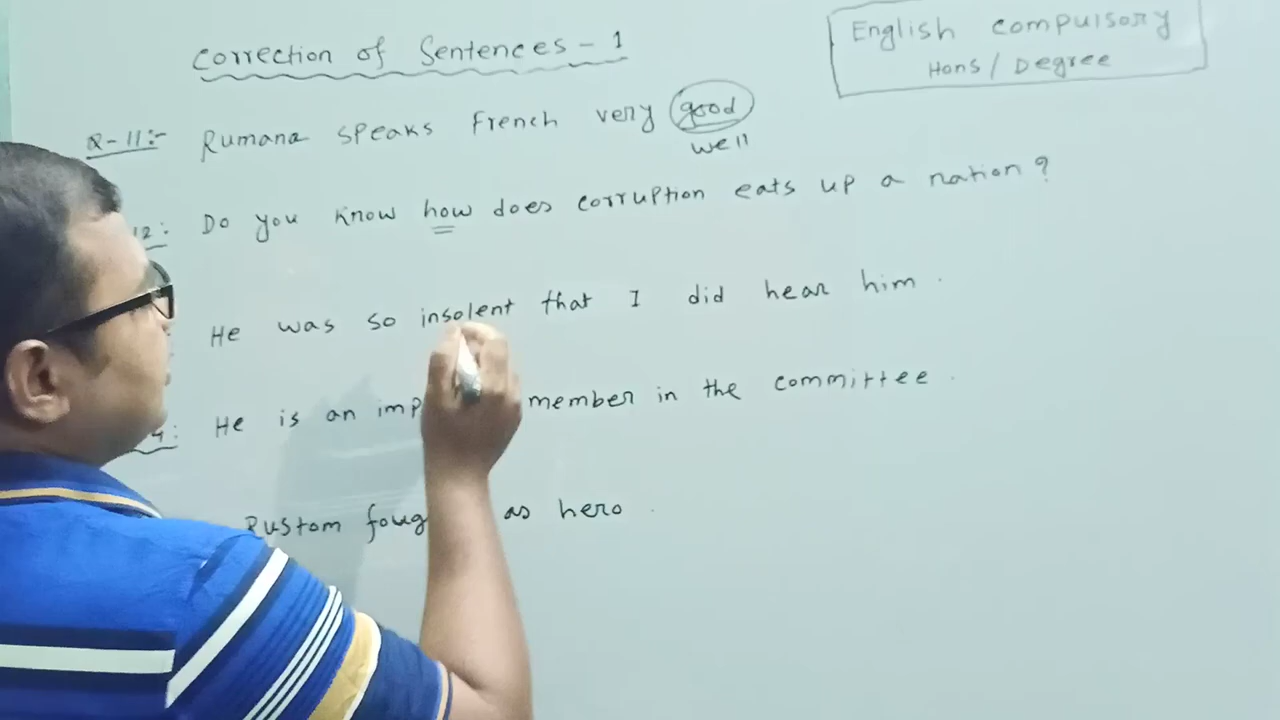 Correction of Sentences - 1
English compulsory
Hons / Degree
Q-11:- Rumana speaks French very good
well
12: Do you know how does corruption eats up a nation?
He was so insolent that I did hear him.
4: He is an imp member in the committee.
Rustom foug as hero.